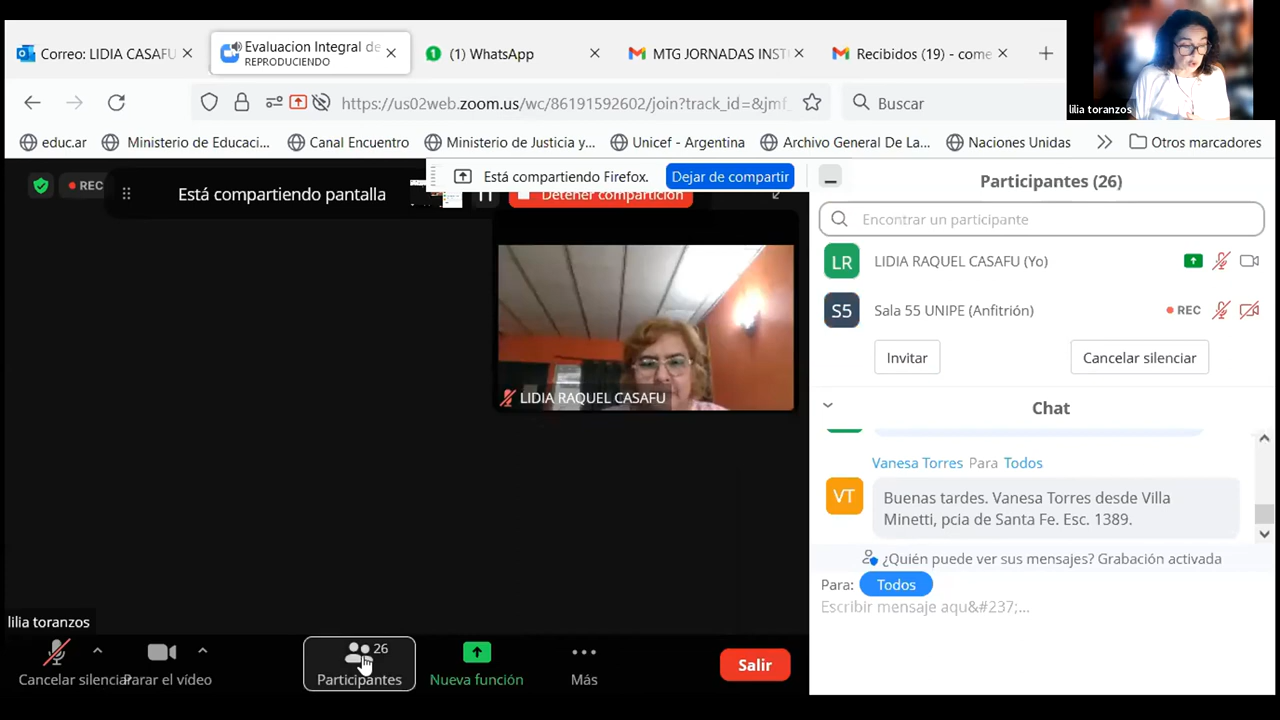 Correo: LIDIA CASAFU
Evaluacion Integral de
REPRODUCIENDO
(1) WhatsApp
MTG JORNADAS INST
Recibidos (19) - come
lilia toranzos
https://us02web.zoom.us/wc/86191592602/join?track_id=&jmf_
Buscar
educ.ar
Ministerio de Educaci...
Canal Encuentro
Ministerio de Justicia y...
Unicef - Argentina
Archivo General De La...
Naciones Unidas
Otros marcadores
REC
Está compartiendo pantalla
Está compartiendo Firefox.
Dejar de compartir
Detener compartición
Participantes (26)
Encontrar un participante
LR
LIDIA RAQUEL CASAFU (Yo)
S5
Sala 55 UNIPE (Anfitrión)
REC
Invitar
Cancelar silenciar
LIDIA RAQUEL CASAFU
Chat
Vanesa Torres Para Todos
VT
Buenas tardes. Vanesa Torres desde Villa
Minetti, pcia de Santa Fe. Esc. 1389.
¿Quién puede ver sus mensajes? Grabación activada
Para: Todos
Escribir mensaje aqu&#237;...
lilia toranzos
Cancelar silenciar
Parar el vídeo
26
Participantes
Nueva función
Más
Salir